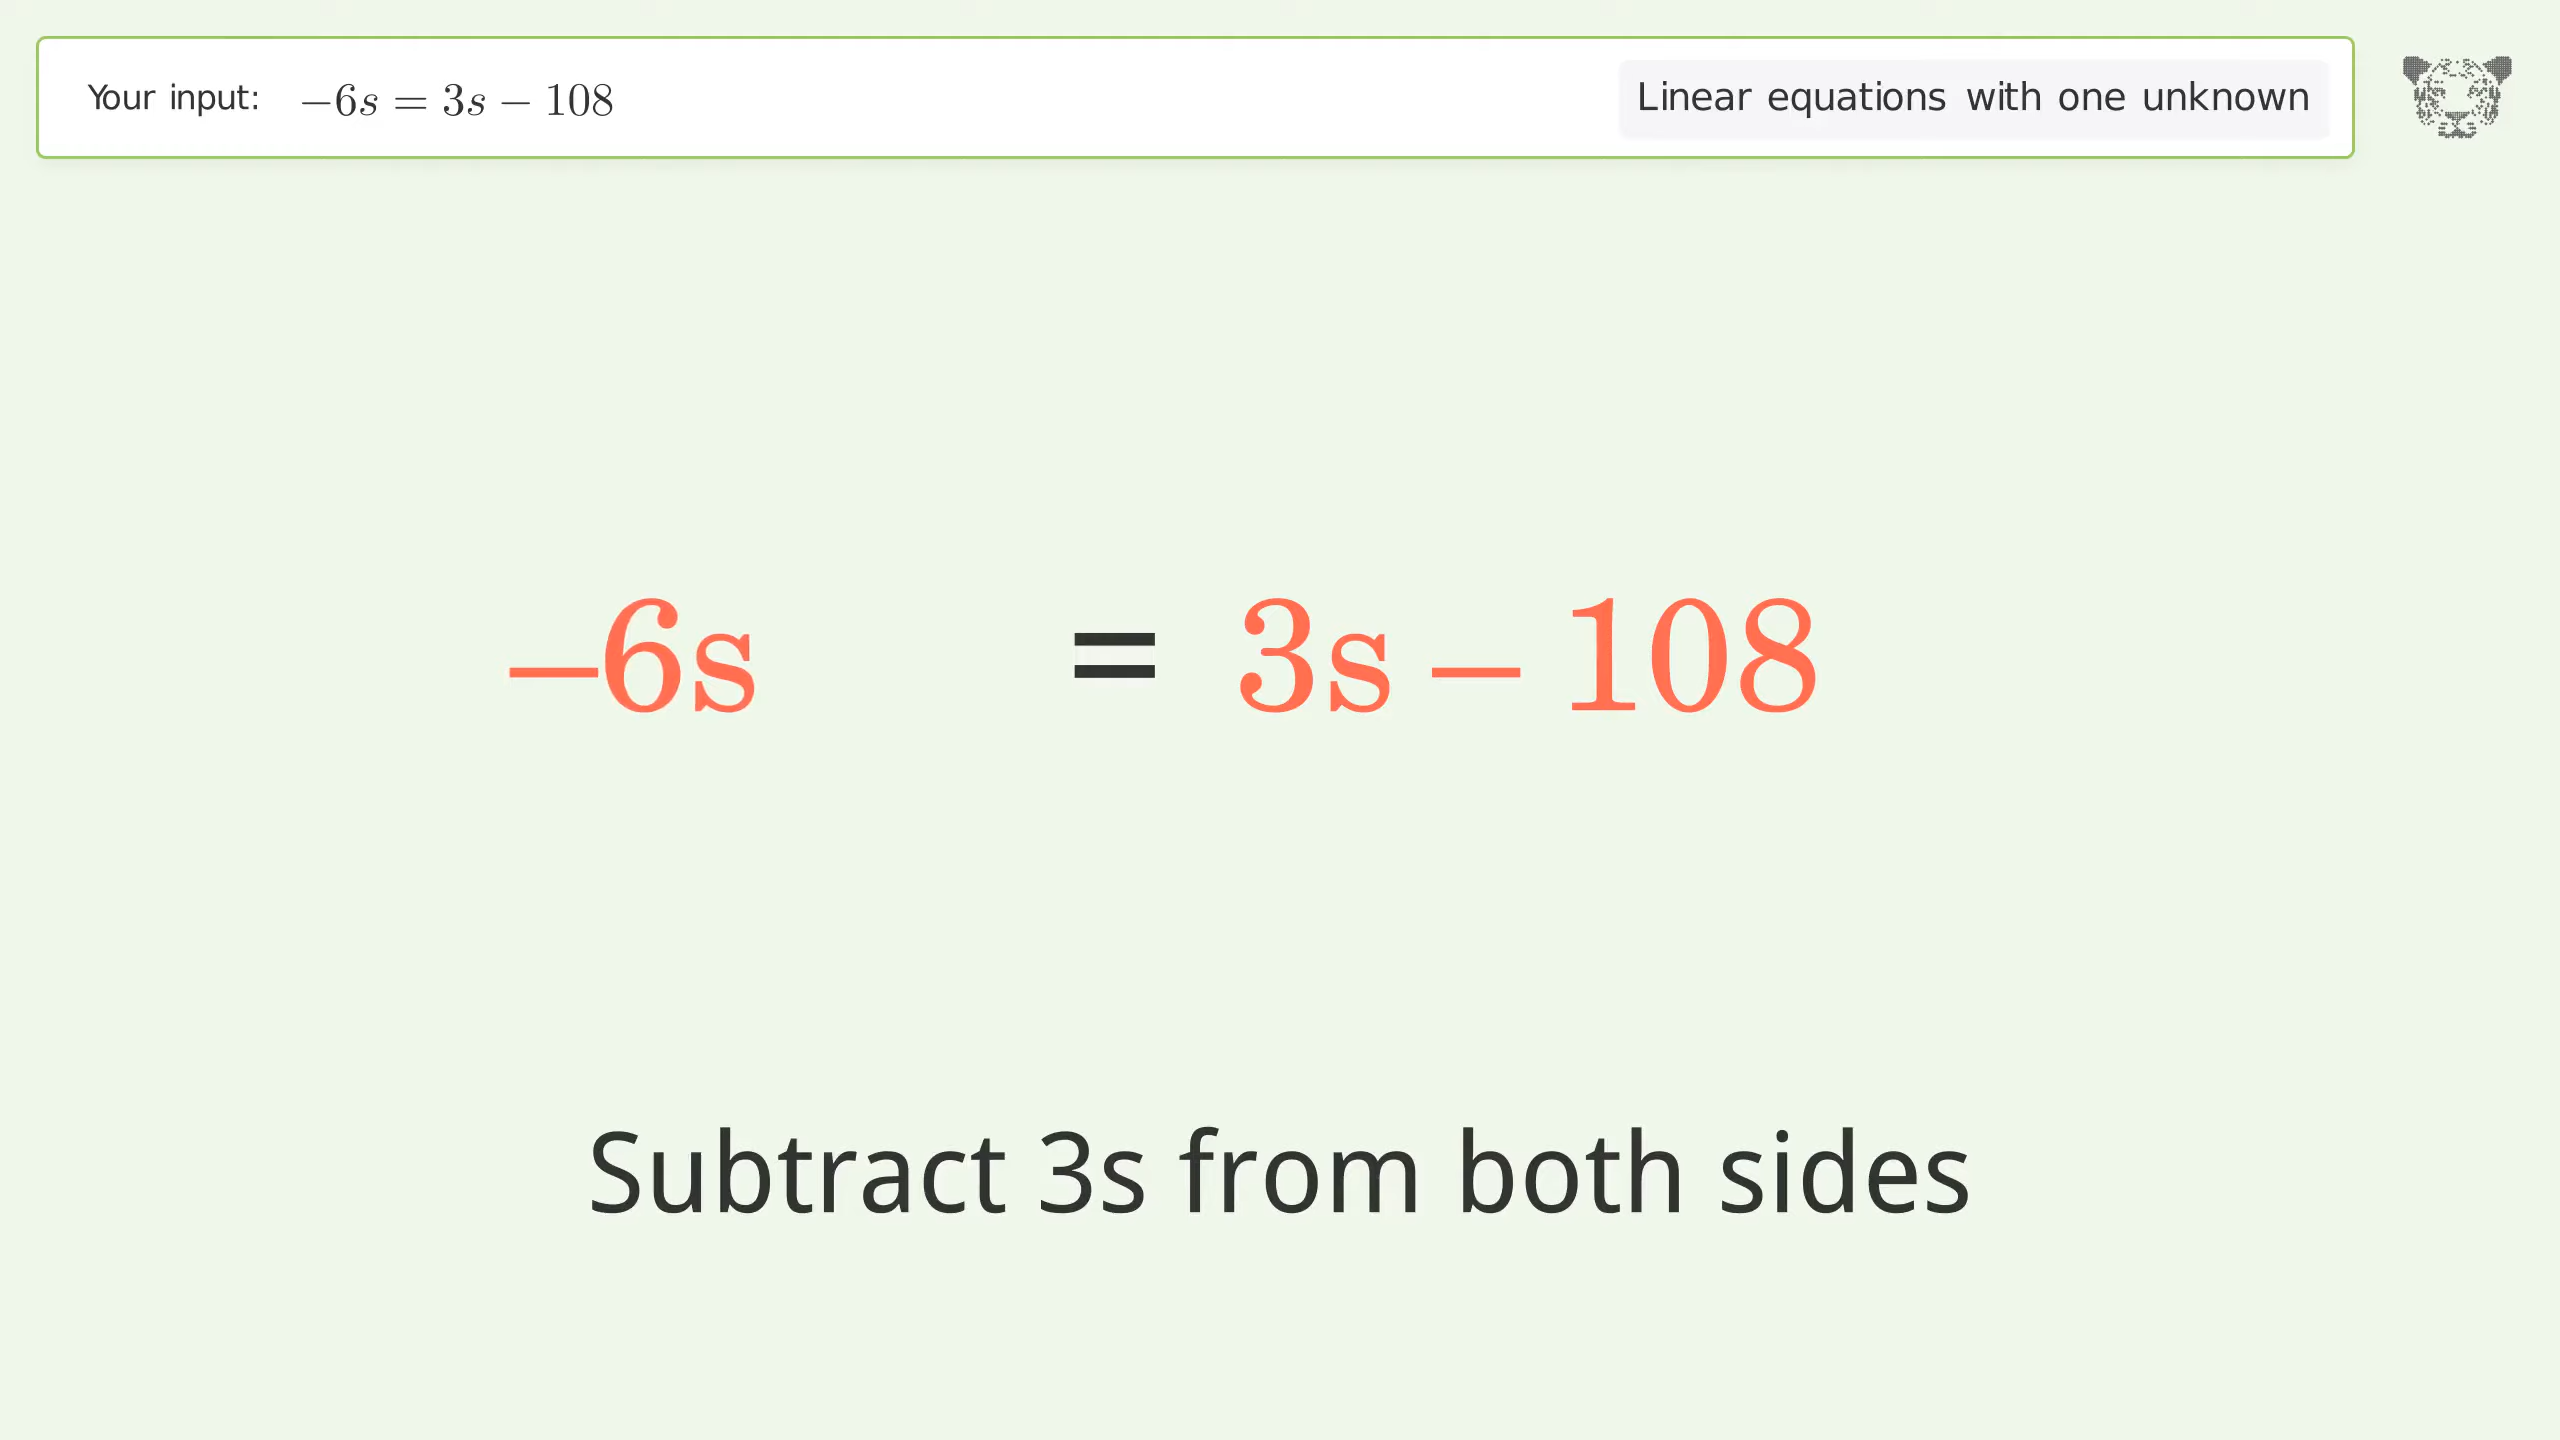 Your input: −6s = 3s − 108
Linear equations with one unknown
−6s = 3s − 108
Subtract 3s from both sides